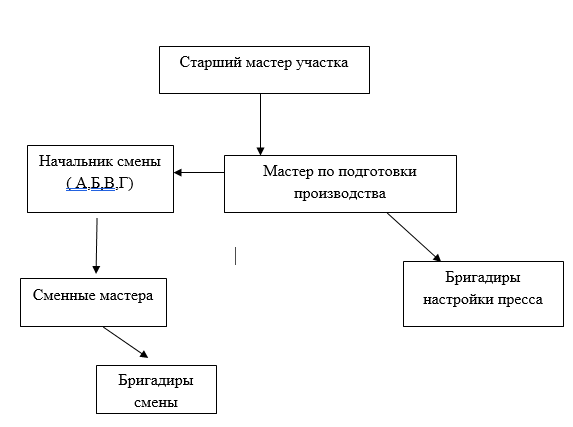 Старший мастер участка
Начальник смены
( А,Б,В,Г)
Мастер по подготовки
производства
Сменные мастера
Бригадиры
настройки пресса
Бригадиры
смены